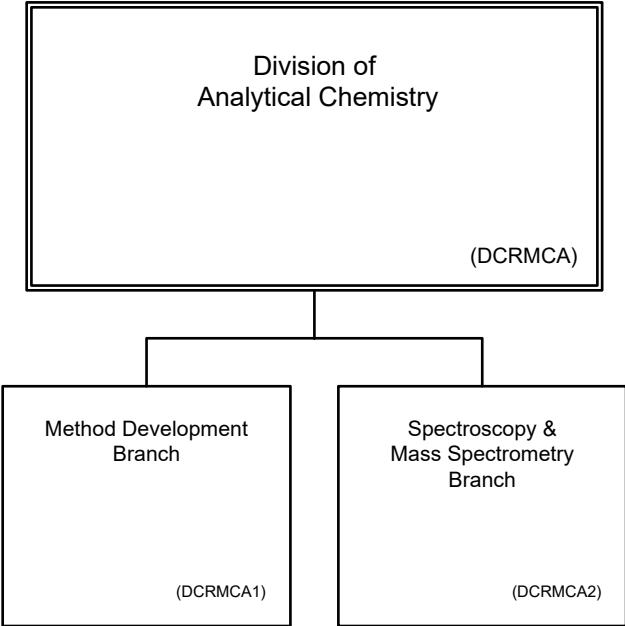 Division of
Analytical Chemistry
(DCRMCA)
Method Development
Branch
(DCRMCA1)
Spectroscopy &
Mass Spectrometry
Branch
(DCRMCA2)